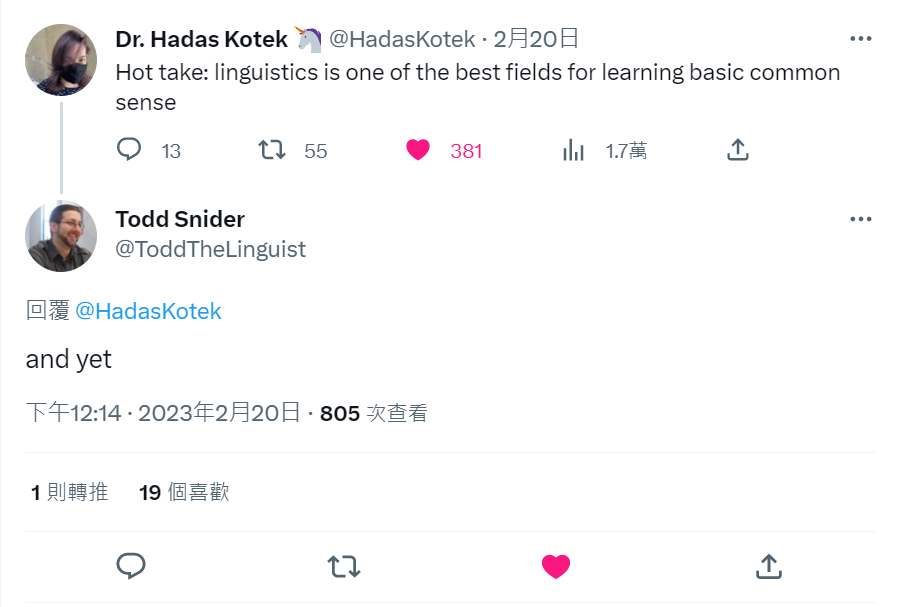 Dr. Hadas Kotek 🦄 @HadasKotek · 2月20日
Hot take: linguistics is one of the best fields for learning basic common
sense
13 55 381 1.7萬
Todd Snider
@ToddTheLinguist
回覆 @HadasKotek
and yet
下午12:14 · 2023年2月20日 · 805 次查看
1 則轉推 19 個喜歡